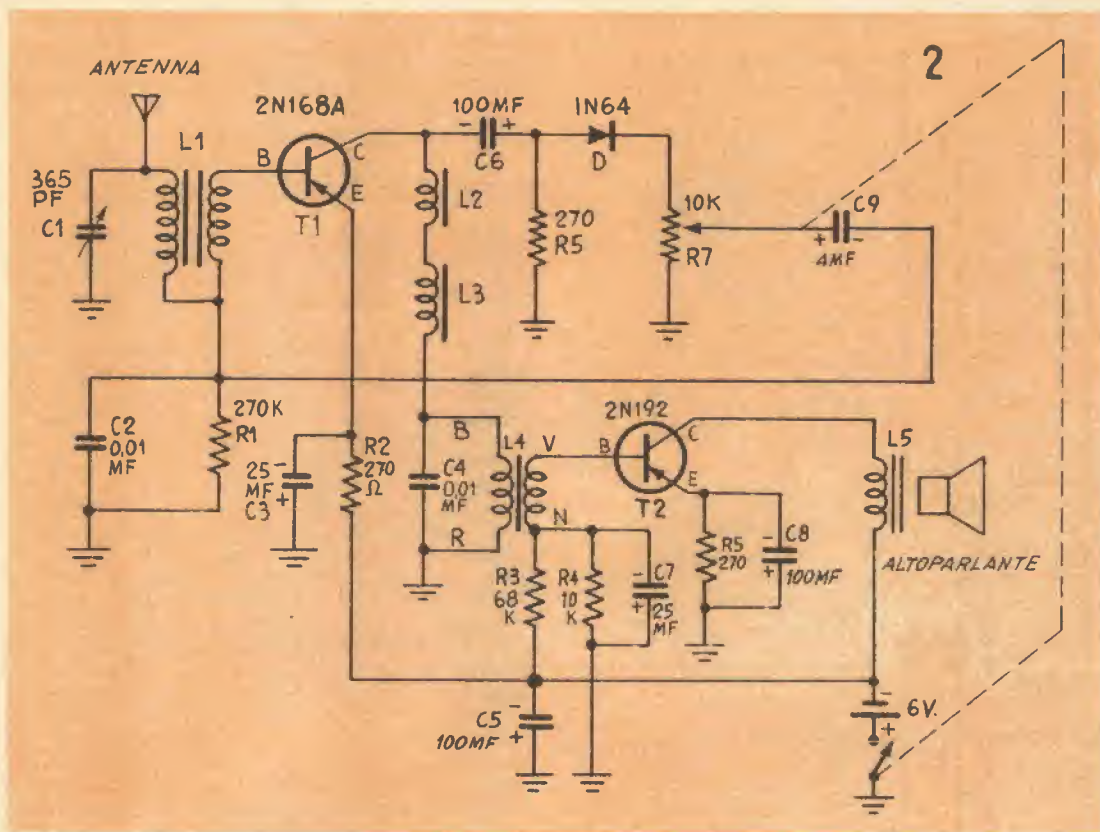 2
ANTENNA
2N168A
100MF
- +
C6
1N64
D
L1
B
C
E
T1
365
PF
C1
L2
L3
270
R5
10K
R7
C9
+ -
4MF
C2
0,01
MF
270K
R1
25 -
MF
C3 +
R2
270
Ω
B
C4
0,01
MF
R
L4
V
N
2N192
B
C
E
T2
L5
ALTOPARLANTE
R3
68
K
R4
10
K
- C7
+ 25
MF
R5
270
- C8
+
100MF
C5 -
100MF +
-
6V.
+